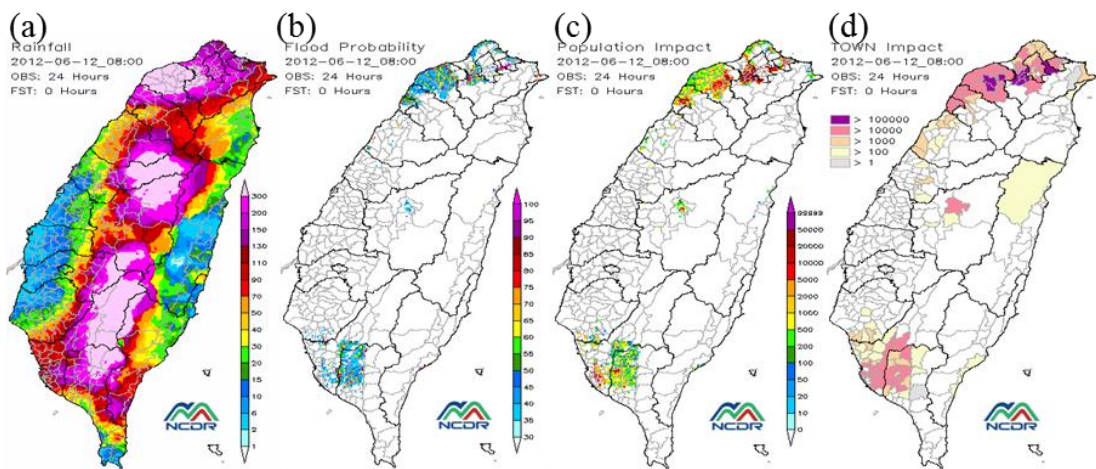 (a)
Rainfall
2012-06-12_08:00
OBS: 24 Hours
FST: 0 Hours
300
200
150
130
110
90
70
50
40
30
20
15
10
6
2
1
NCDR
(b)
Flood Probability
2012-06-12_08:00
OBS: 24 Hours
FST: 0 Hours
100
95
90
85
80
75
70
65
60
55
50
45
40
35
30
NCDR
(c)
Population Impact
2012-06-12_08:00
OBS: 24 Hours
FST: 0 Hours
99999
50000
20000
10000
5000
2000
1000
500
200
100
50
20
10
0
NCDR
(d)
TOWN Impact
2012-06-12_08:00
OBS: 24 Hours
FST: 0 Hours
> 100000
> 10000
> 1000
> 100
> 1
NCDR